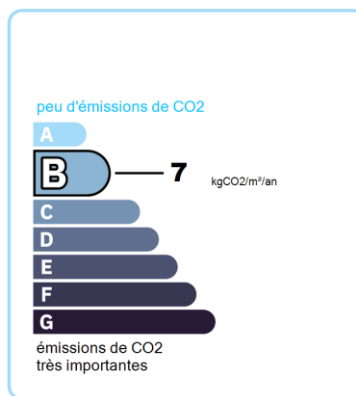 peu d'émissions de CO2
A
B 7 kgCO2/m²/an
C
D
E
F
G
émissions de CO2
très importantes